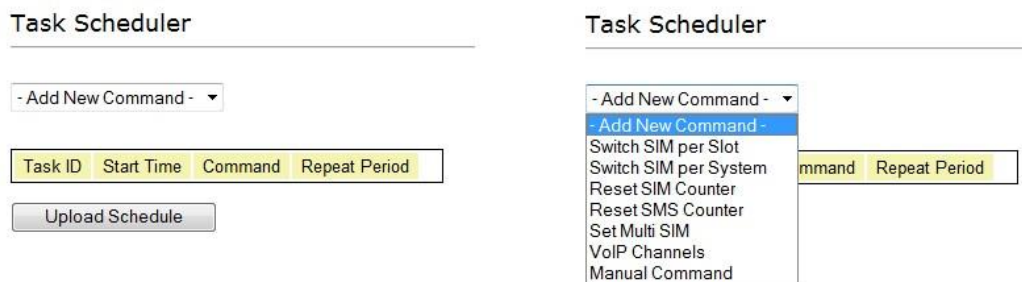 Task Scheduler
- Add New Command -
Task ID Start Time Command Repeat Period
Upload Schedule
Task Scheduler
- Add New Command -
- Add New Command -
Switch SIM per Slot
Switch SIM per System
mmand Repeat Period
Reset SIM Counter
Reset SMS Counter
Set Multi SIM
VoIP Channels
Manual Command